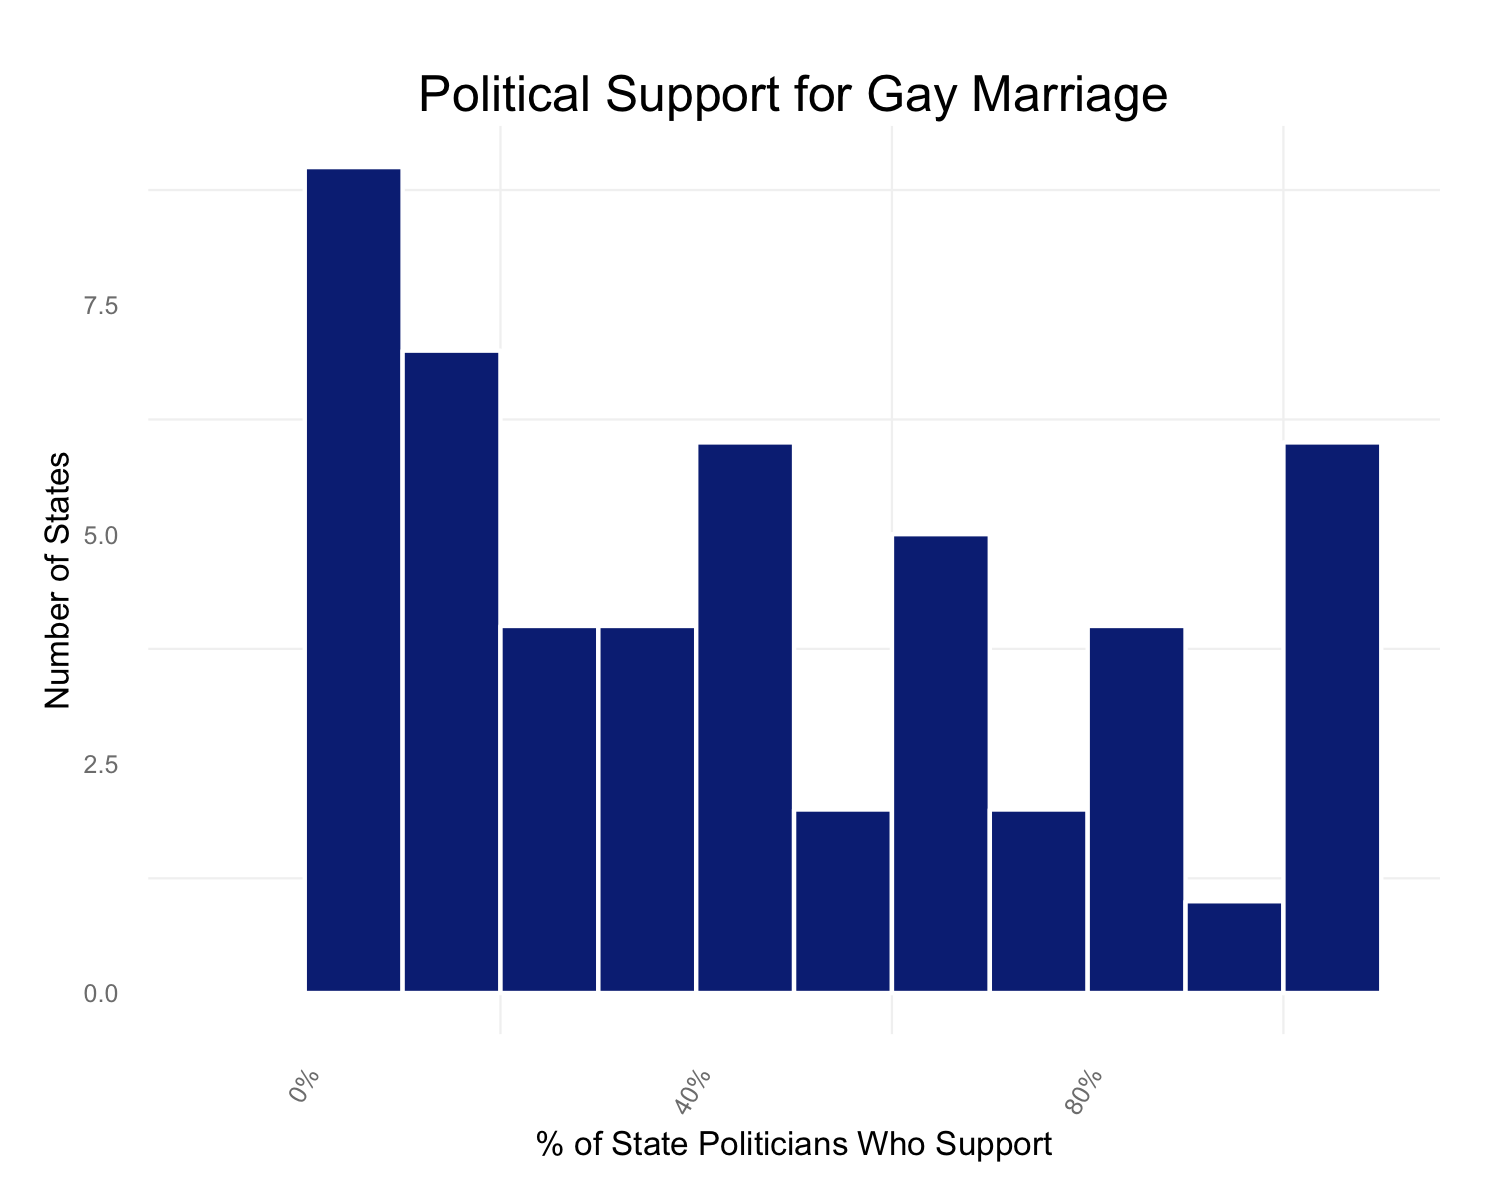 Political Support for Gay Marriage
Number of States
7.5
5.0
2.5
0.0
0%
40%
80%
% of State Politicians Who Support